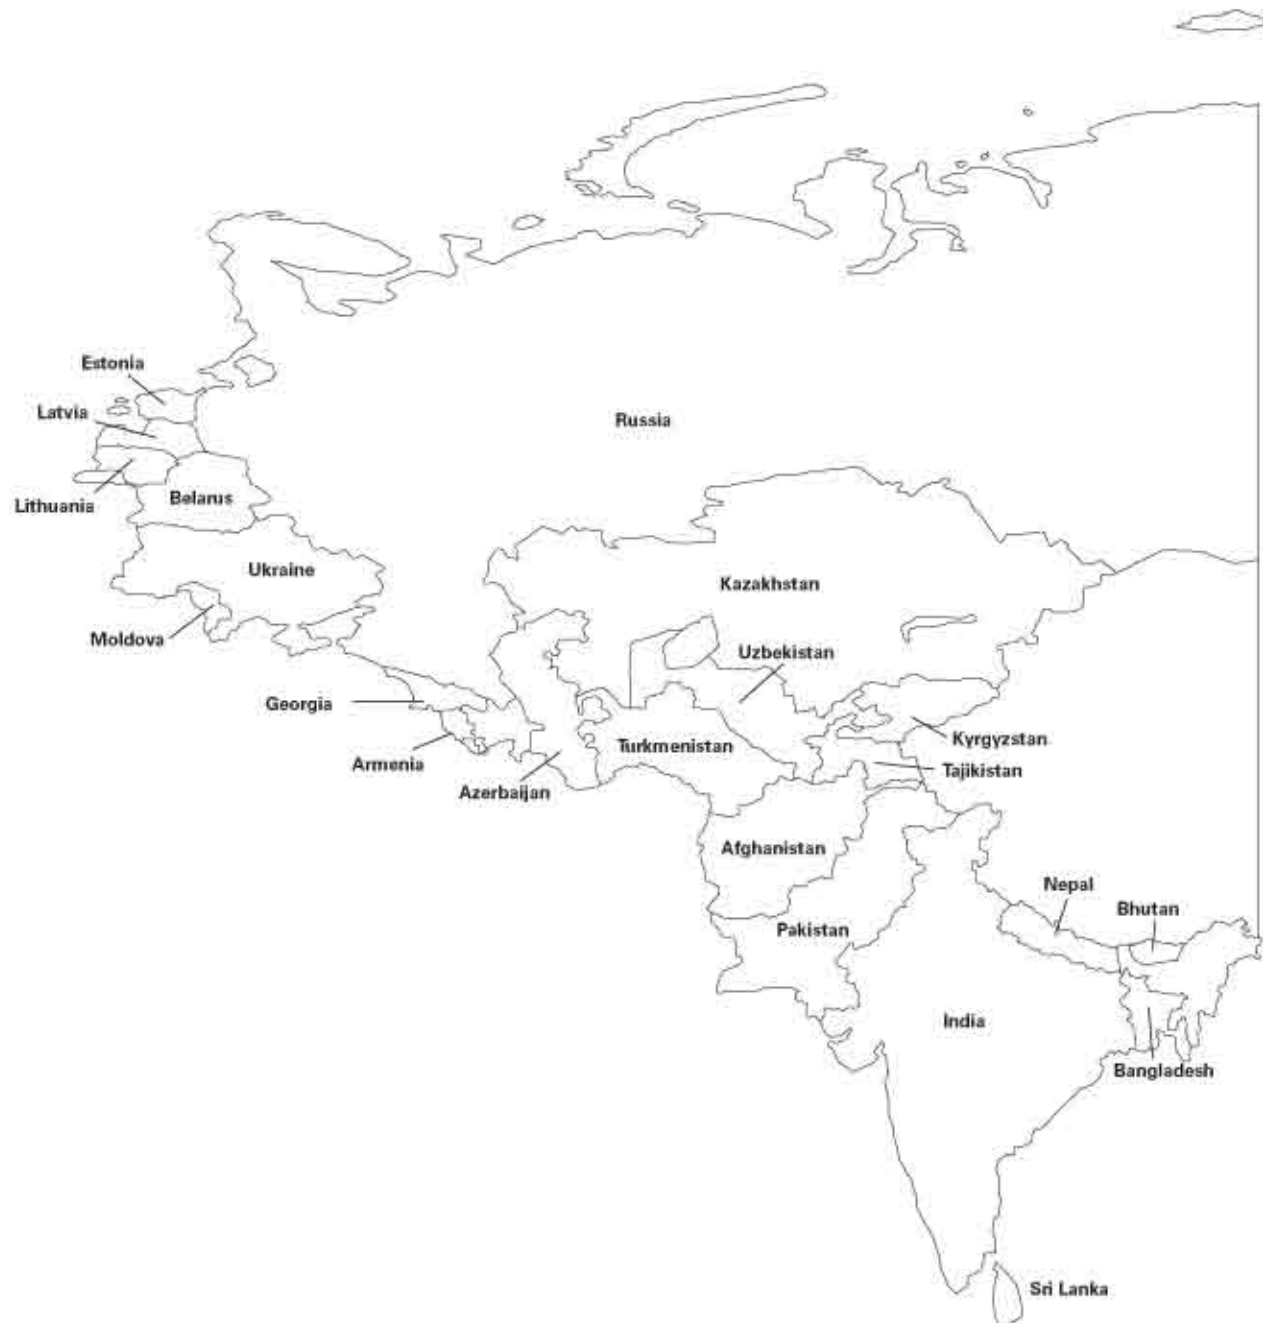 Estonia
Latvia
Russia
Lithuania
Belarus
Ukraine
Kazakhstan
Moldova
Uzbekistan
Georgia
Kyrgyzstan
Turkmenistan
Armenia
Tajikistan
Azerbaijan
Afghanistan
Nepal
Bhutan
Pakistan
India
Bangladesh
Sri Lanka